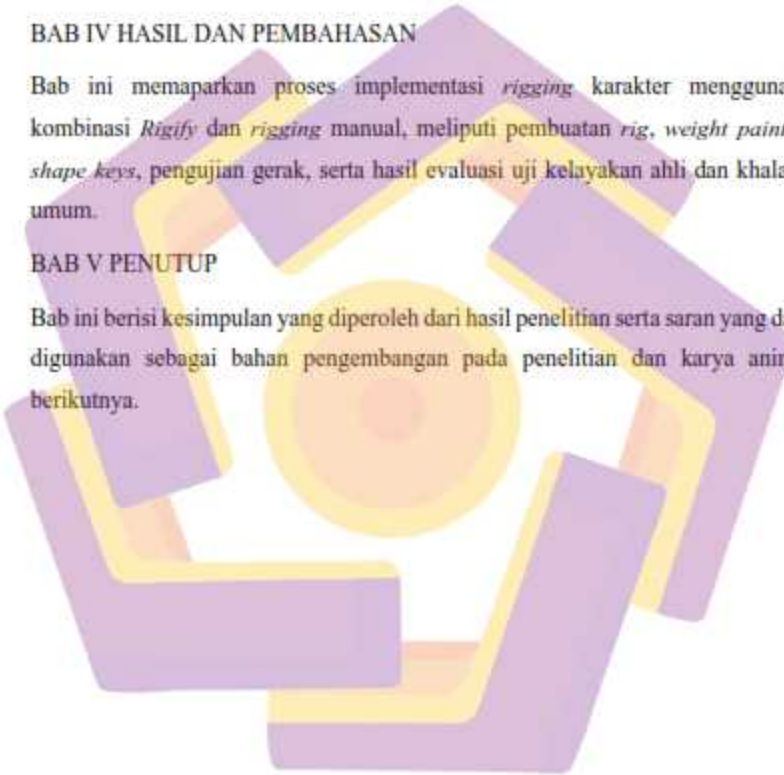 BAB IV HASIL DAN PEMBAHASAN
Bab ini memaparkan proses implementasi rigging karakter mengguna
kombinasi Rigify dan rigging manual, meliputi pembuatan rig, weight paint
shape keys, pengujian gerak, serta hasil evaluasi uji kelayakan ahli dan khala
umum.
BAB V PENUTUP
Bab ini berisi kesimpulan yang diperoleh dari hasil penelitian serta saran yang d
digunakan sebagai bahan pengembangan pada penelitian dan karya anim
berikutnya.